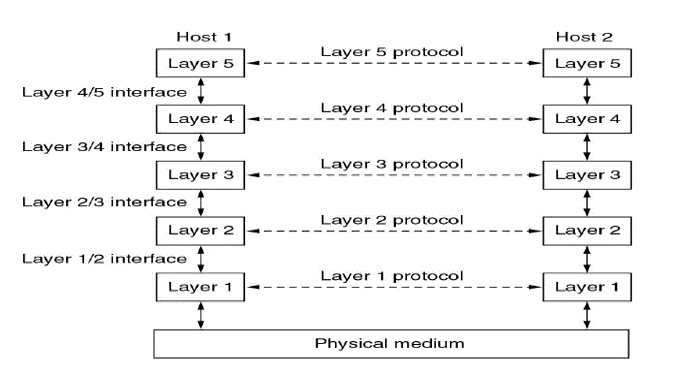 Host 1
Host 2
Layer 5 protocol
Layer 5
Layer 5
Layer 4/5 interface
Layer 4 protocol
Layer 4
Layer 4
Layer 3/4 interface
Layer 3 protocol
Layer 3
Layer 3
Layer 2/3 interface
Layer 2 protocol
Layer 2
Layer 2
Layer 1/2 interface
Layer 1 protocol
Layer 1
Layer 1
Physical medium